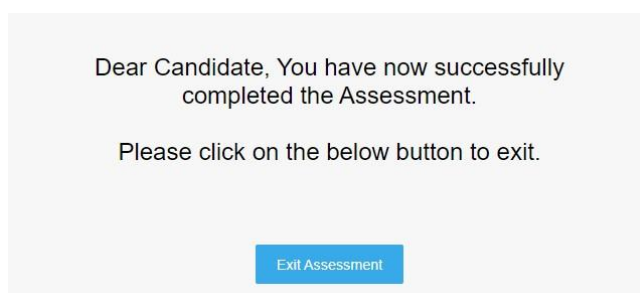 Dear Candidate, You have now successfully
completed the Assessment.
Please click on the below button to exit.
Exit Assessment